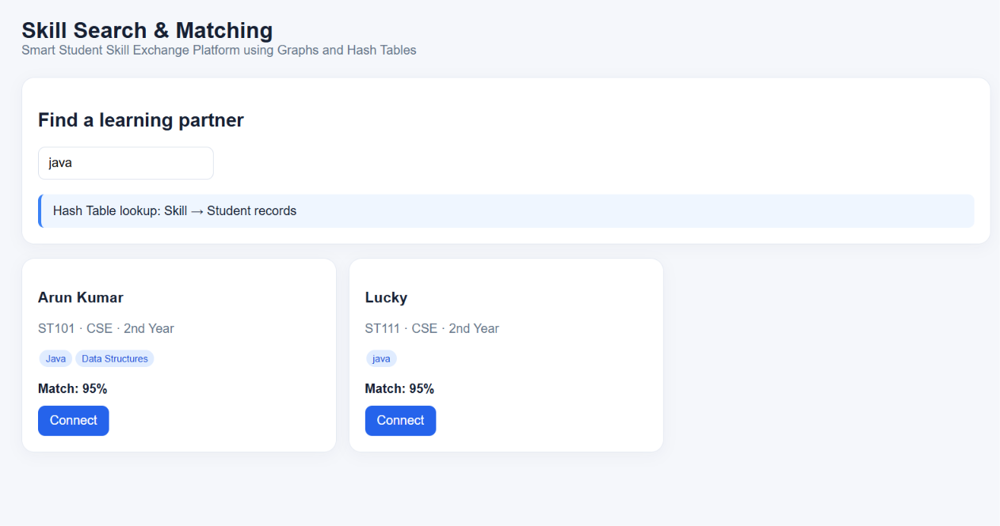 Skill Search & Matching
Smart Student Skill Exchange Platform using Graphs and Hash Tables
Find a learning partner
java
Hash Table lookup: Skill → Student records
Arun Kumar
ST101 · CSE · 2nd Year
Java Data Structures
Match: 95%
Connect
Lucky
ST111 · CSE · 2nd Year
java
Match: 95%
Connect